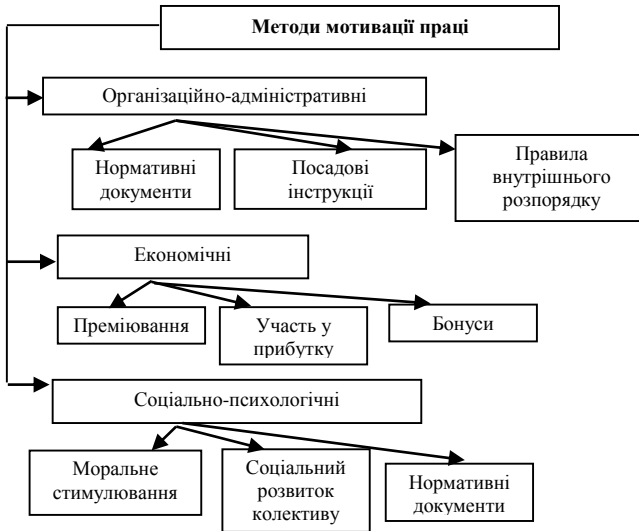 Методи мотивації праці
Організаційно-адміністративні
Нормативні
документи
Посадові
інструкції
Правила
внутрішнього
розпорядку
Економічні
Преміювання
Участь у
прибутку
Бонуси
Соціально-психологічні
Моральне
стимулювання
Соціальний
розвиток
колективу
Нормативні
документи